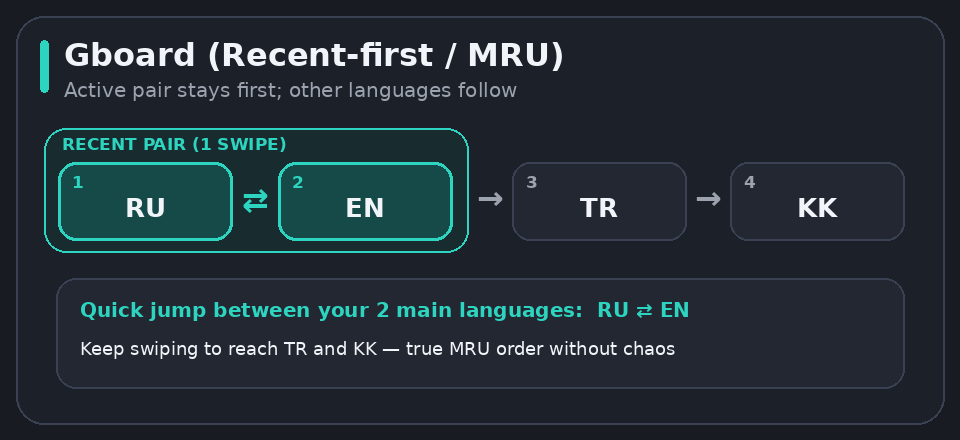 Gboard (Recent-first / MRU)
Active pair stays first; other languages follow
RECENT PAIR (1 SWIPE)
1 RU ⇄ 2 EN → 3 TR → 4 KK
Quick jump between your 2 main languages: RU ⇄ EN
Keep swiping to reach TR and KK — true MRU order without chaos